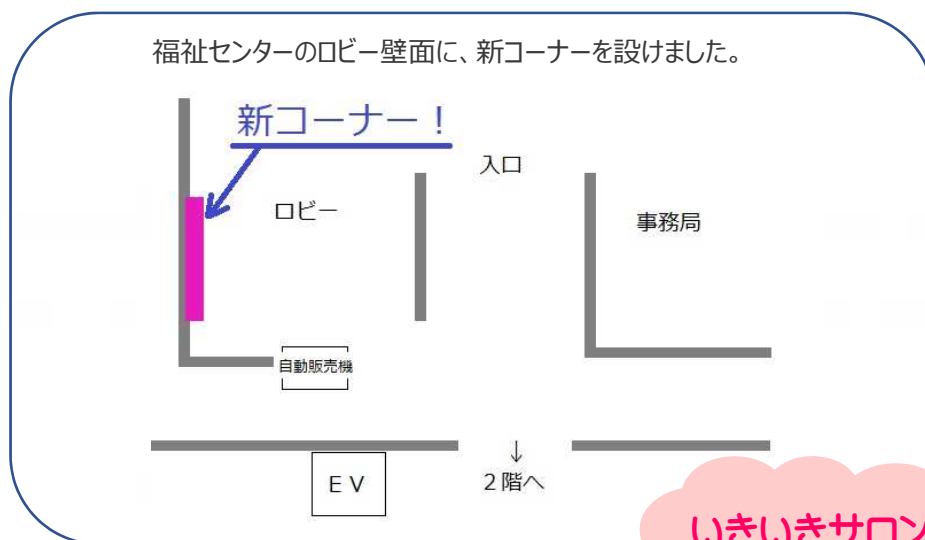 福祉センターのロビー壁面に、新コーナーを設けました。
新コーナー！
入口
ロビー
事務局
自動販売機
↓
ＥＶ
２階へ
いきいきサロン